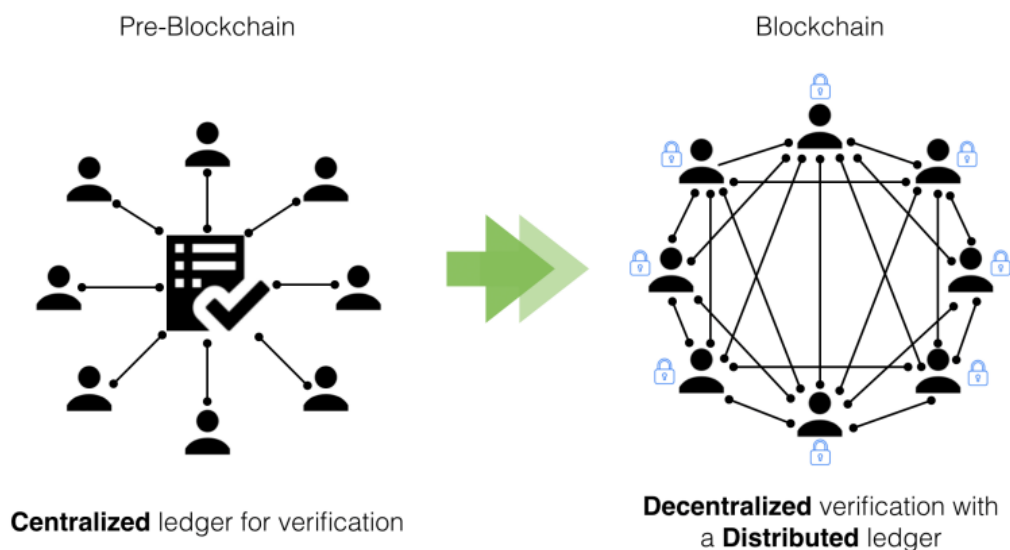 Pre-Blockchain
Blockchain
Centralized ledger for verification
Decentralized verification with
a Distributed ledger